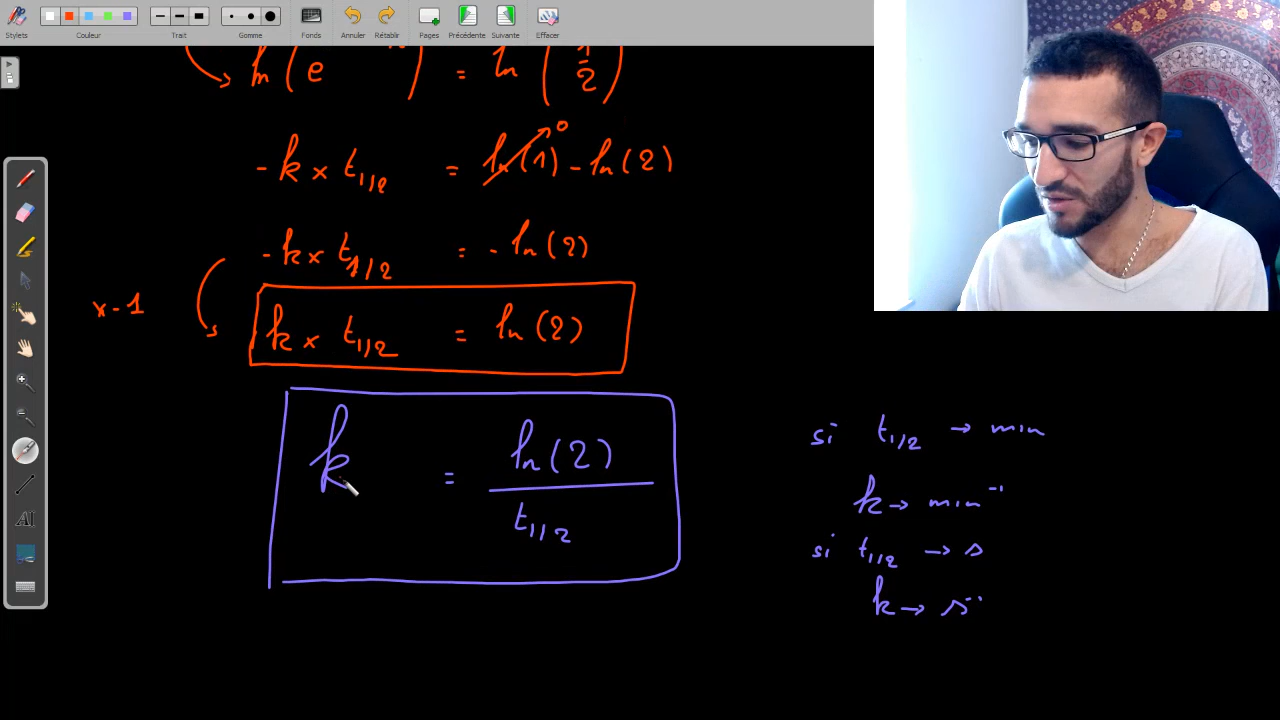 Stylets Couleur Trait Gomme Fonds Annuler Rétablir Pages Précédente Suivante Effacer
ln(e ) = ln(1/2)
-k × t1/2 = ln(1) 0 - ln(2)
-k × t1/2 = - ln(2)
x-1
k × t1/2 = ln(2)
k = ln(2)/t1/2
si t1/2 → min
k → min⁻¹
si t1/2 → s
k → s⁻¹